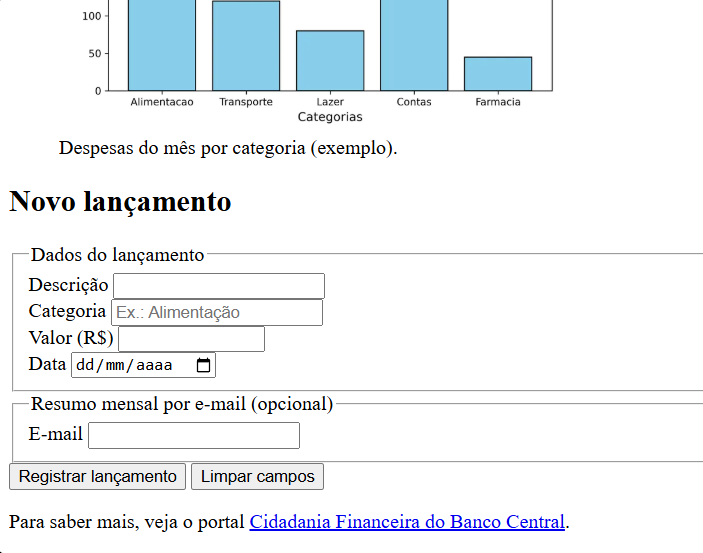 100
50
0
Alimentacao Transporte Lazer Contas Farmacia
Categorias
Despesas do mês por categoria (exemplo).
Novo lançamento
Dados do lançamento
Descrição
Categoria Ex.: Alimentação
Valor (R$)
Data dd/mm/aaaa
Resumo mensal por e-mail (opcional)
E-mail
Registrar lançamento Limpar campos
Para saber mais, veja o portal Cidadania Financeira do Banco Central.